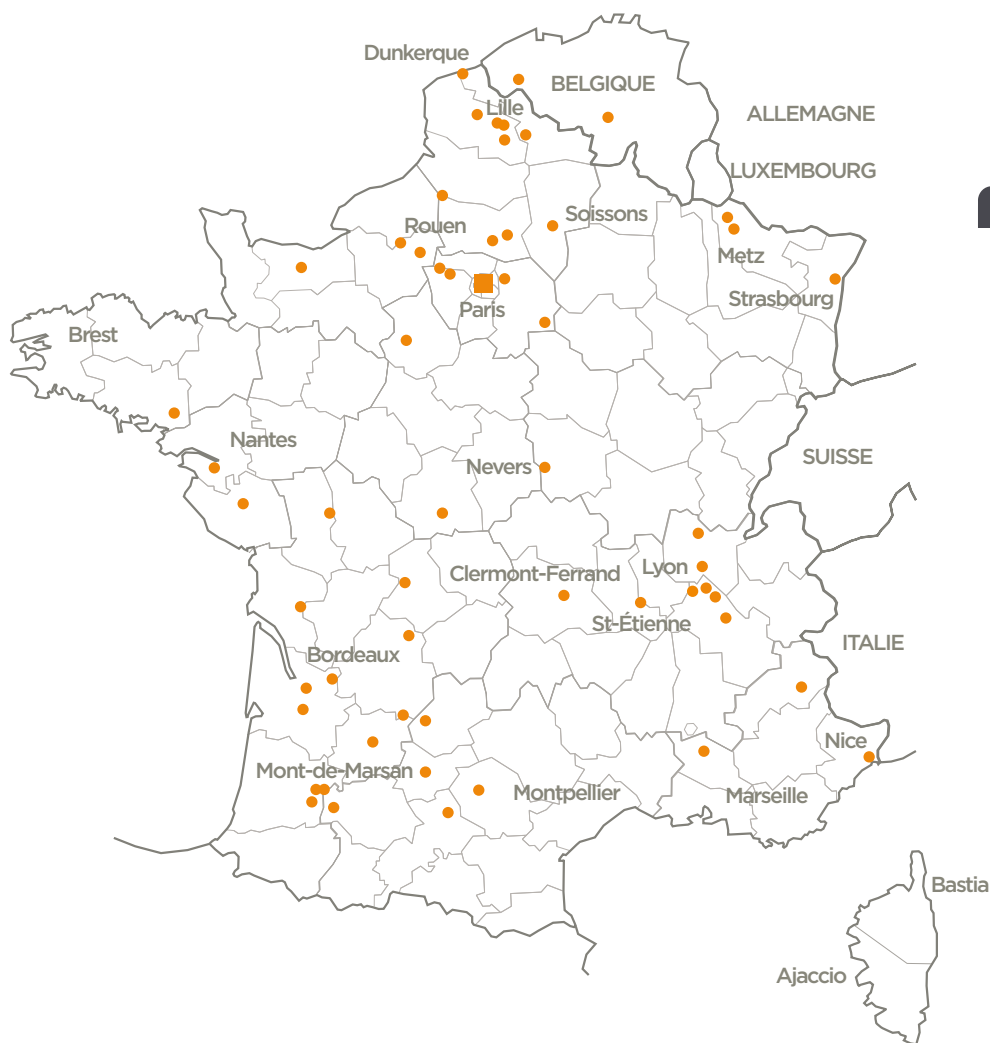 Dunkerque
BELGIQUE
Lille
ALLEMAGNE
LUXEMBOURG
Soissons
Rouen
Metz
Strasbourg
Paris
Brest
Nantes
Nevers
SUISSE
Clermont-Ferrand
Lyon
St-Étienne
ITALIE
Bordeaux
Nice
Mont-de-Marsan
Montpellier
Marseille
Bastia
Ajaccio